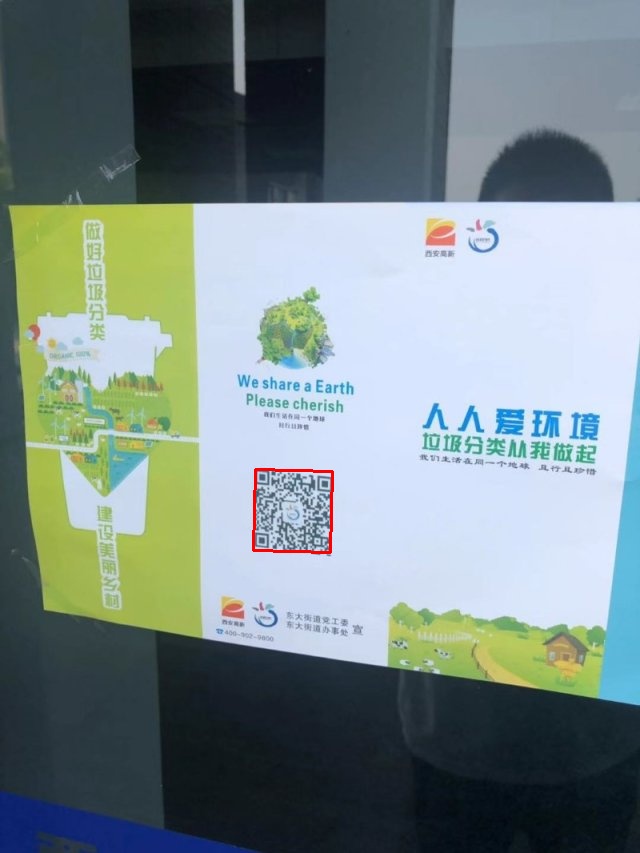 做好垃圾分类
ORGANIC 100%
建设美丽乡村
We share a Earth
Please cherish
我们生活在同一个地球
且行且珍惜
西安高新
东大街道党工委
东大街道办事处
宣
400-902-9800
西安高新
人人爱环境
垃圾分类从我做起
我们生活在同一个地球 且行且珍惜